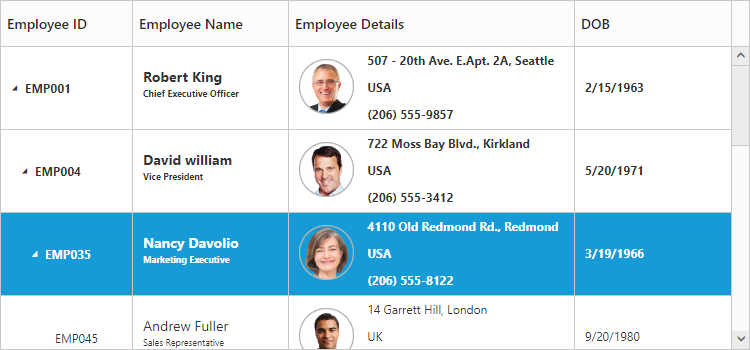 Employee ID Employee Name Employee Details DOB
EMP001 Robert King 507 - 20th Ave. E.Apt. 2A, Seattle 2/15/1963
Chief Executive Officer USA
(206) 555-9857
EMP004 David william 722 Moss Bay Blvd., Kirkland 5/20/1971
Vice President USA
(206) 555-3412
EMP035 Nancy Davolio 4110 Old Redmond Rd., Redmond 3/19/1966
Marketing Executive USA
(206) 555-8122
EMP045 Andrew Fuller 14 Garrett Hill, London 9/20/1980
Sales Representative UK